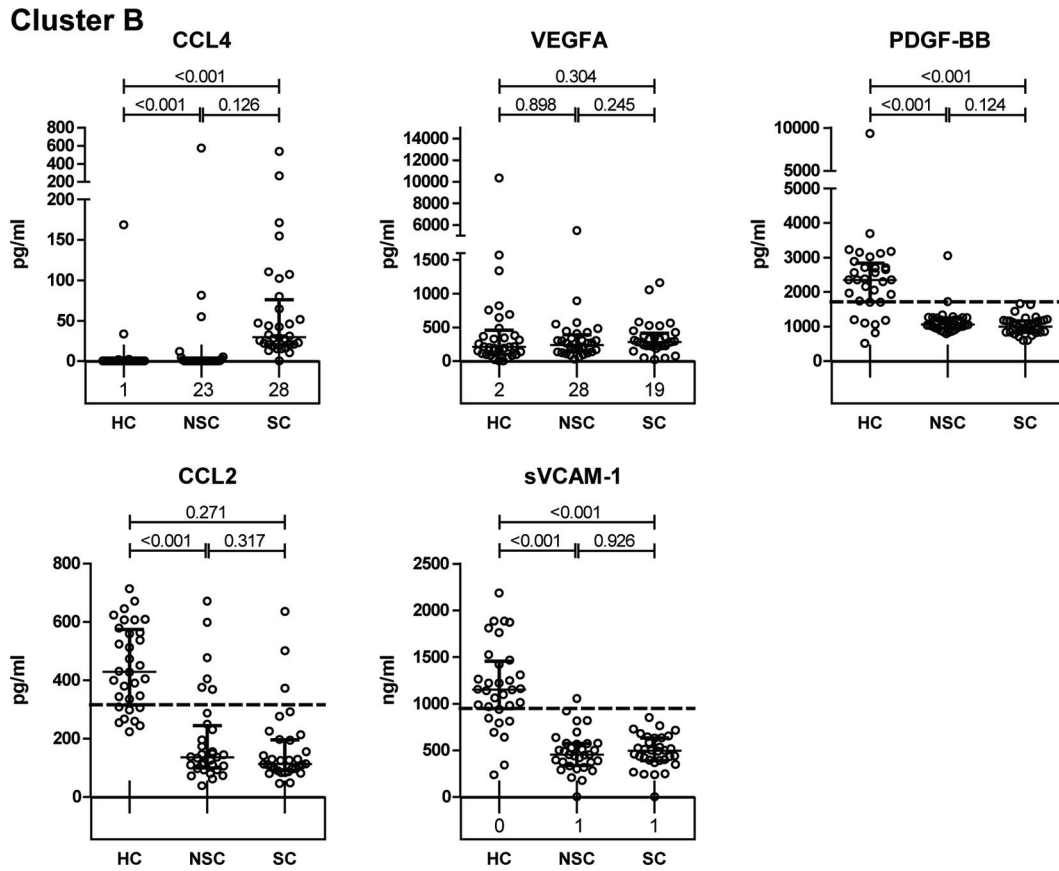 Cluster B
CCL4
<0.001
<0.001 0.126
800
600
400
200
200
150
100
50
0
pg/ml
1 23 28
HC NSC SC
VEGFA
0.304
0.898 0.245
14000
12000
10000
8000
6000
1500
1000
500
0
pg/ml
2 28 19
HC NSC SC
PDGF-BB
<0.001
<0.001 0.124
10000
5000
5000
4000
3000
2000
1000
0
pg/ml
HC NSC SC
CCL2
0.271
<0.001 0.317
800
600
400
200
0
pg/ml
HC NSC SC
sVCAM-1
<0.001
<0.001 0.926
2500
2000
1500
1000
500
0
ng/ml
0 1 1
HC NSC SC